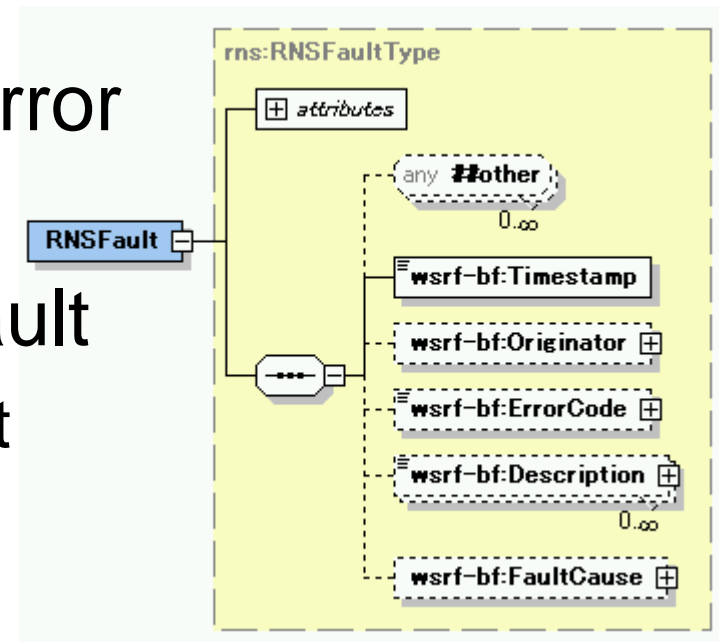 rror
ault
t
rns:RNSFaultType
attributes
any ##other
0..∞
RNSFault
wsrf-bf:Timestamp
wsrf-bf:Originator
wsrf-bf:ErrorCode
wsrf-bf:Description
0..∞
wsrf-bf:FaultCause